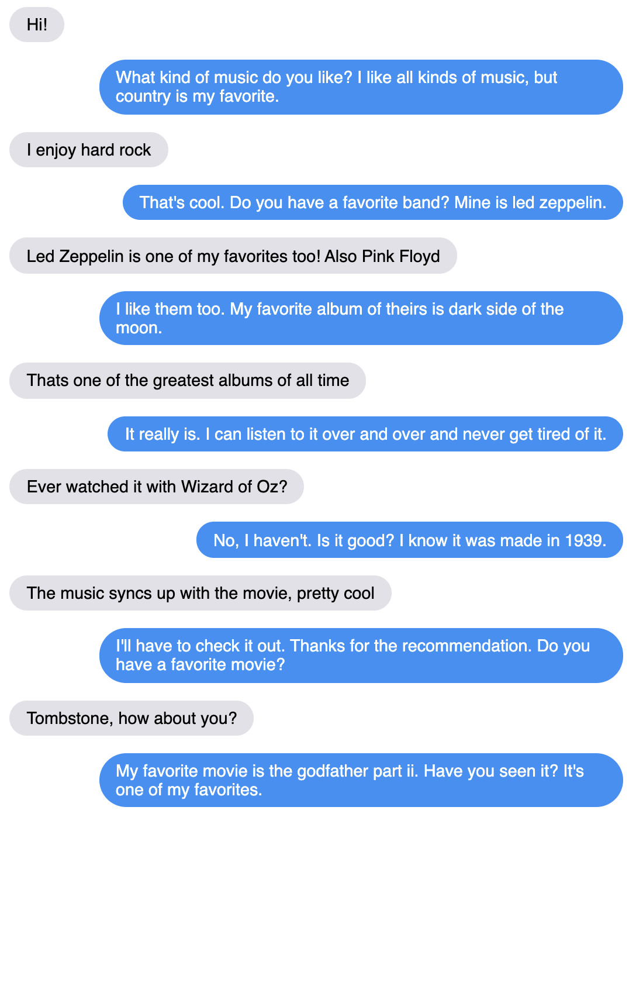 Hi!
What kind of music do you like? I like all kinds of music, but
country is my favorite.
I enjoy hard rock
That's cool. Do you have a favorite band? Mine is led zeppelin.
Led Zeppelin is one of my favorites too! Also Pink Floyd
I like them too. My favorite album of theirs is dark side of the
moon.
Thats one of the greatest albums of all time
It really is. I can listen to it over and over and never get tired of it.
Ever watched it with Wizard of Oz?
No, I haven't. Is it good? I know it was made in 1939.
The music syncs up with the movie, pretty cool
I'll have to check it out. Thanks for the recommendation. Do you
have a favorite movie?
Tombstone, how about you?
My favorite movie is the godfather part ii. Have you seen it? It's
one of my favorites.